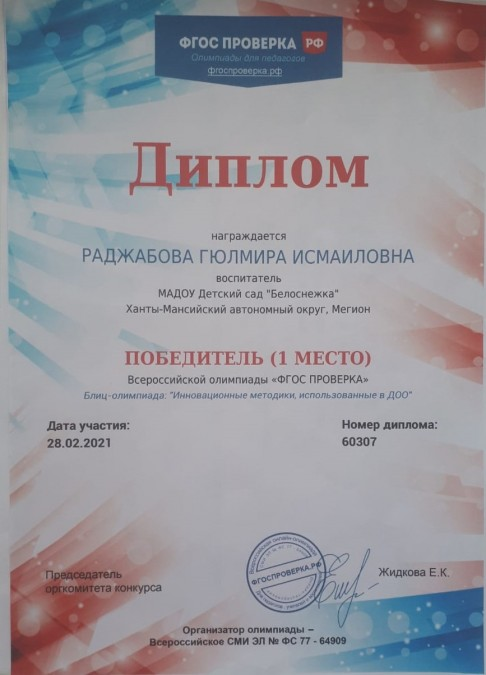 ФГОС ПРОВЕРКА РФ
Олимпиады для педагогов
фгоспроверка.рф
Диплом
награждается
РАДЖАБОВА ГЮЛМИРА ИСМАИЛОВНА
воспитатель
МАДОУ Детский сад "Белоснежка"
Ханты-Мансийский автономный округ, Мегион
ПОБЕДИТЕЛЬ (1 МЕСТО)
Всероссийской олимпиады «ФГОС ПРОВЕРКА»
Блиц-олимпиада: "Инновационные методики, использованные в ДОО"
Дата участия:
28.02.2021
Номер диплома:
60307
ФГОСПРОВЕРКА.РФ
Председатель
оргкомитета конкурса
Жидкова Е.К.
Организатор олимпиады –
Всероссийское СМИ ЭЛ № ФС 77 - 64909